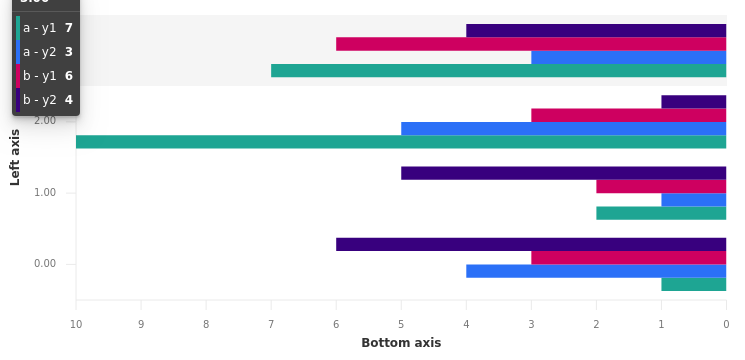 a - y1 7
a - y2 3
b - y1 6
b - y2 4
2.00
1.00
0.00
Left axis
10 9 8 7 6 5 4 3 2 1 0
Bottom axis